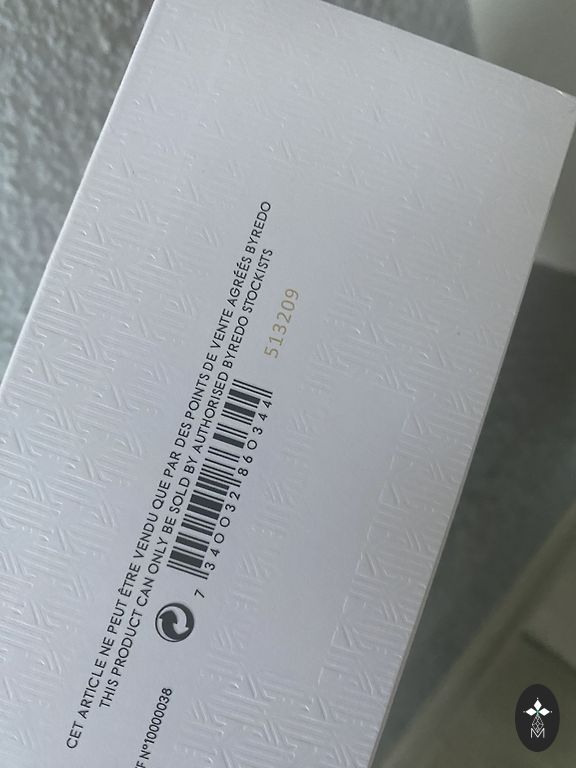 CET ARTICLE NE PEUT ÊTRE VENDU QUE PAR DES POINTS DE VENTE AGRÉÉS BYREDO
THIS PRODUCT CAN ONLY BE SOLD BY AUTHORISED BYREDO STOCKISTS
7 340032 860344
513209
F N°10000038
M